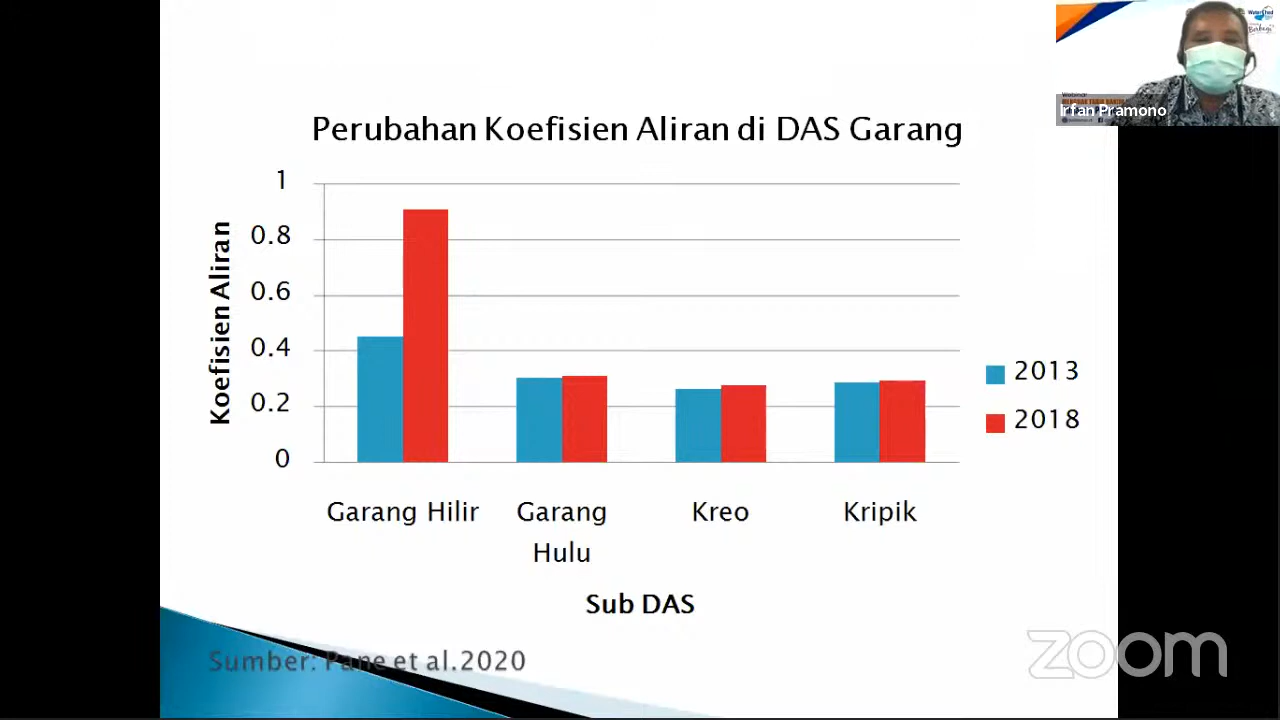 Perubahan Koefisien Aliran di DAS Garang
1
0.8
0.6
0.4
0.2
0
Koefisien Aliran
Garang Hilir
Garang
Hulu
Kreo
Kripik
Sub DAS
2013
2018
Sumber: Pane et al.2020
Irfan Pramono
Webinar
zoom